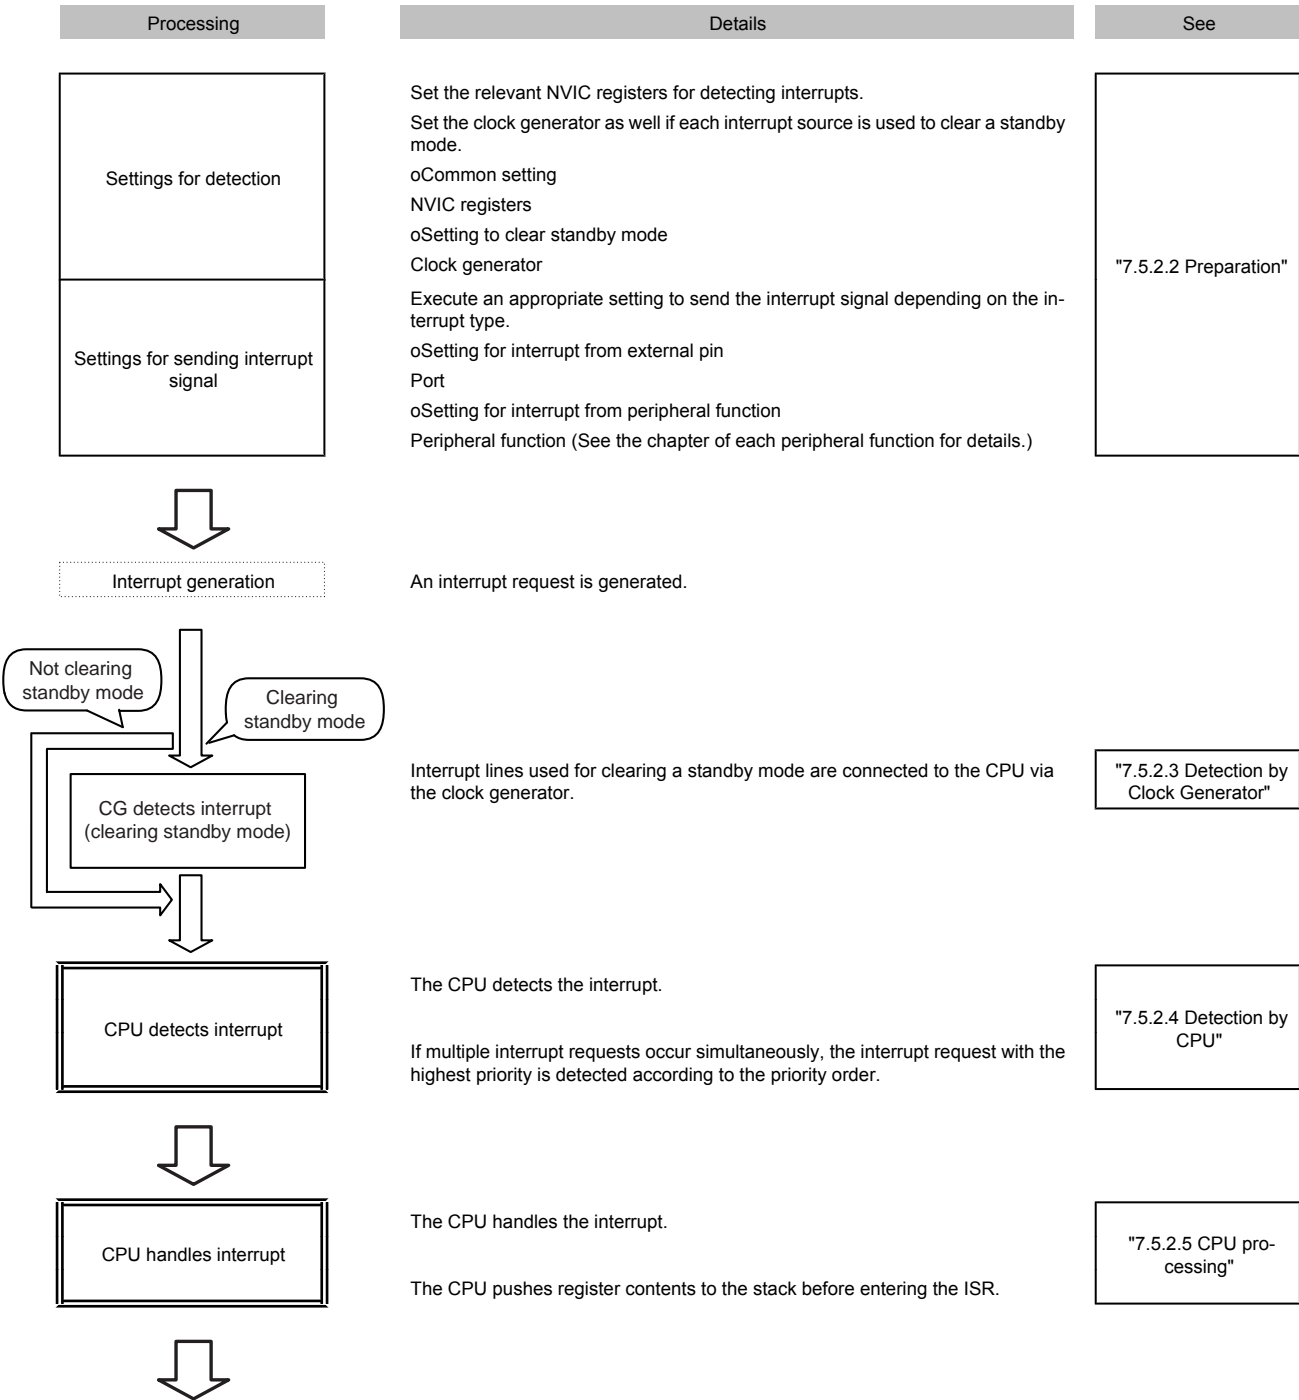 Processing
Details
See
Settings for detection
Set the relevant NVIC registers for detecting interrupts.
Set the clock generator as well if each interrupt source is used to clear a standby
mode.
oCommon setting
NVIC registers
oSetting to clear standby mode
Clock generator
"7.5.2.2 Preparation"
Settings for sending interrupt
signal
Execute an appropriate setting to send the interrupt signal depending on the in-
terrupt type.
oSetting for interrupt from external pin
Port
oSetting for interrupt from peripheral function
Peripheral function (See the chapter of each peripheral function for details.)
Interrupt generation
An interrupt request is generated.
Not clearing
standby mode
Clearing
standby mode
CG detects interrupt
(clearing standby mode)
Interrupt lines used for clearing a standby mode are connected to the CPU via
the clock generator.
"7.5.2.3 Detection by
Clock Generator"
CPU detects interrupt
The CPU detects the interrupt.
If multiple interrupt requests occur simultaneously, the interrupt request with the
highest priority is detected according to the priority order.
"7.5.2.4 Detection by
CPU"
CPU handles interrupt
The CPU handles the interrupt.
The CPU pushes register contents to the stack before entering the ISR.
"7.5.2.5 CPU pro-
cessing"